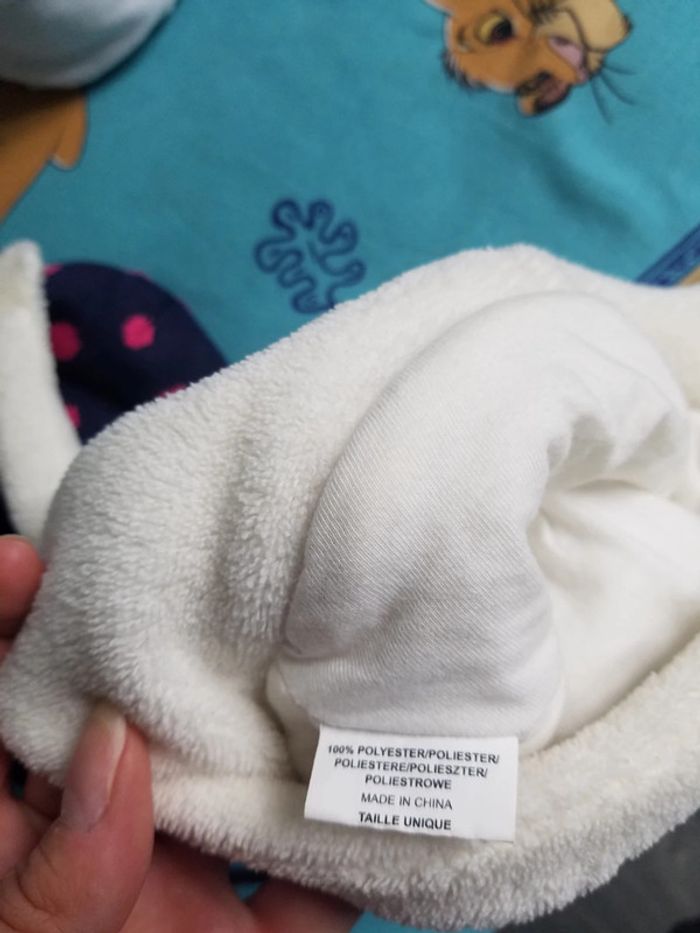 100% POLYESTER/POLIESTER/
POLIESTERE/POLIESZTER/
POLIESTROWE
MADE IN CHINA
TAILLE UNIQUE